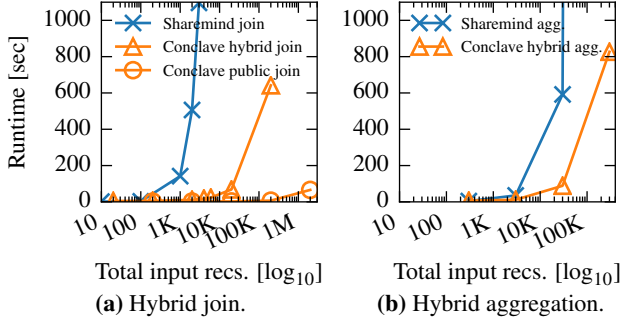 Runtime [sec]
1000
800
600
400
200
0
Sharemind join
Conclave hybrid join
Conclave public join
10
100
1K
10K
100K
1M
Total input recs. [log10]
(a) Hybrid join.
1000
800
600
400
200
0
Sharemind agg.
Conclave hybrid agg.
10
100
1K
10K
100K
Total input recs. [log10]
(b) Hybrid aggregation.